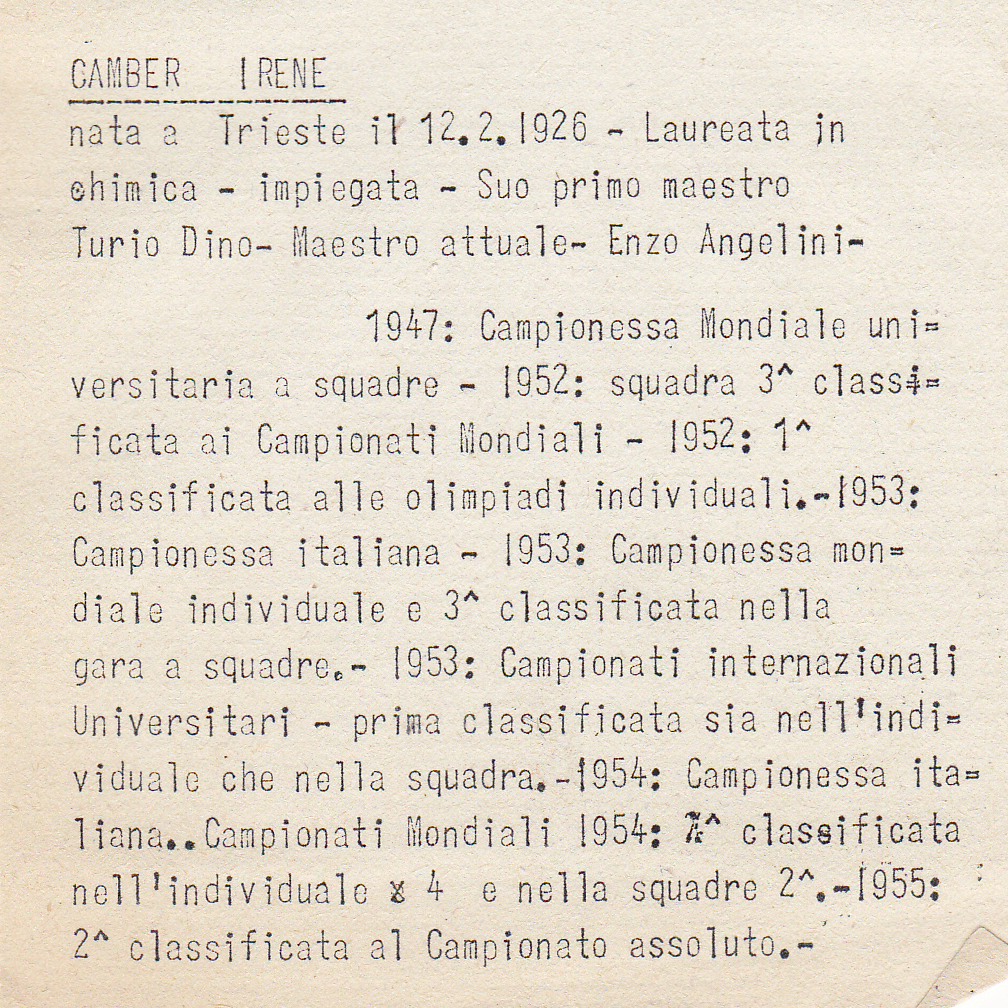 CAMBER IRENE
nata a Trieste il 12.2.1926 - Laureata in
chimica - impiegata - Suo primo maestro
Turio Dino- Maestro attuale- Enzo Angelini-
1947: Campionessa Mondiale uni=
versitaria a squadre - 1952: squadra 3^ classi=
ficata ai Campionati Mondiali - 1952: 1^
classificata alle olimpiadi individuali.-1953:
Campionessa italiana - 1953: Campionessa mon=
diale individuale e 3^ classificata nella
gara a squadre.- 1953: Campionati internazionali
Universitari - prima classificata sia nell'indi=
viduale che nella squadra.-1954: Campionessa ita=
liana..Campionati Mondiali 1954: classificata
nell'individuale 4 e nella squadre 2^.-1955:
2^ classificata al Campionato assoluto.-